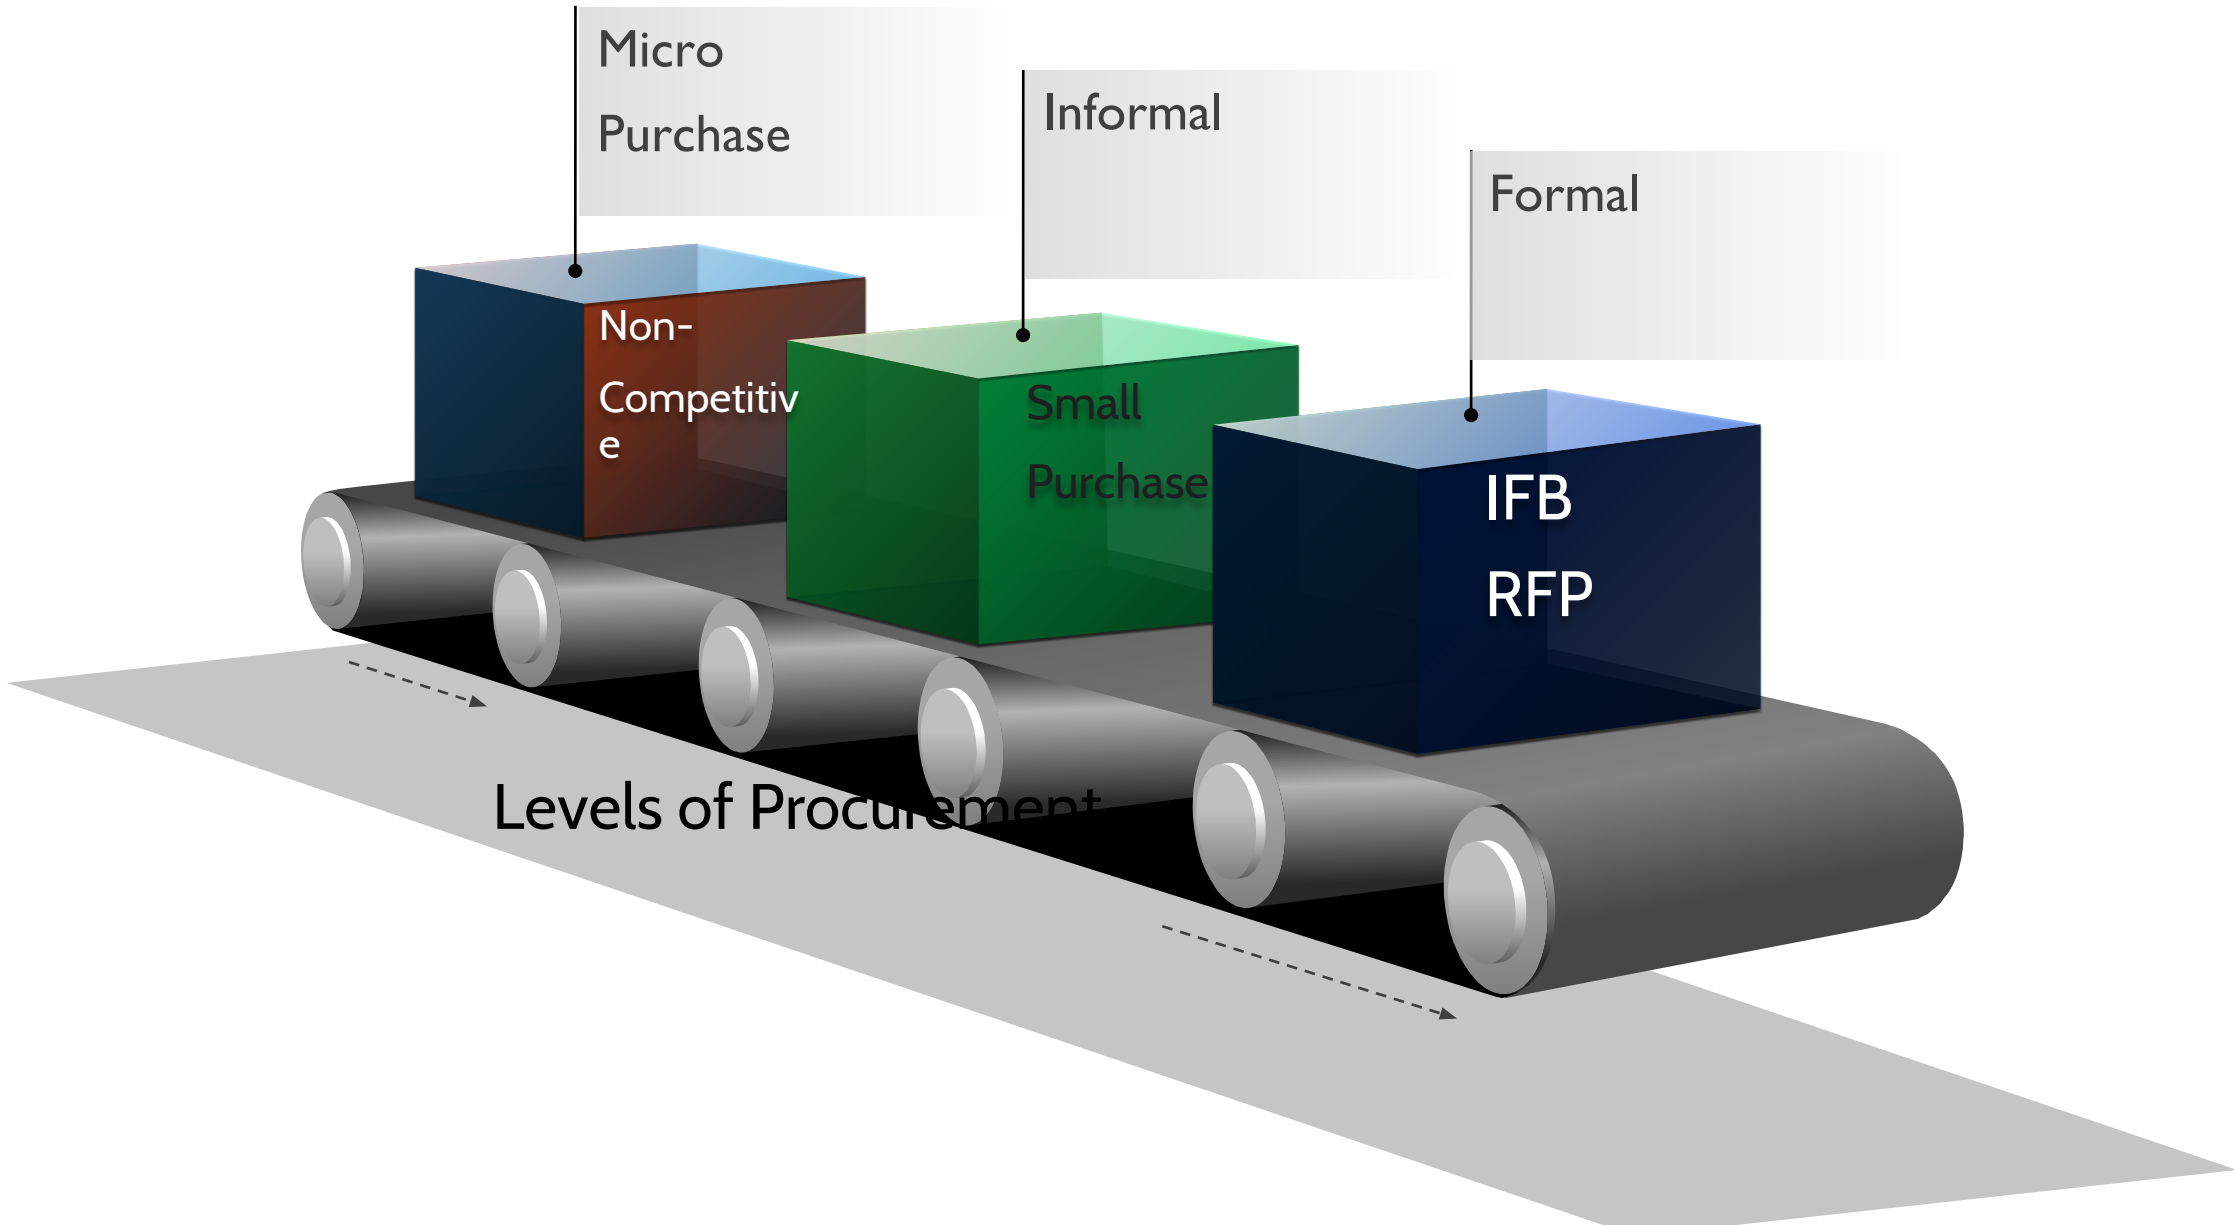 Micro
Purchase
Informal
Formal
Non-
Competitiv
e
Small
Purchase
IFB
RFP
Levels of Procurement